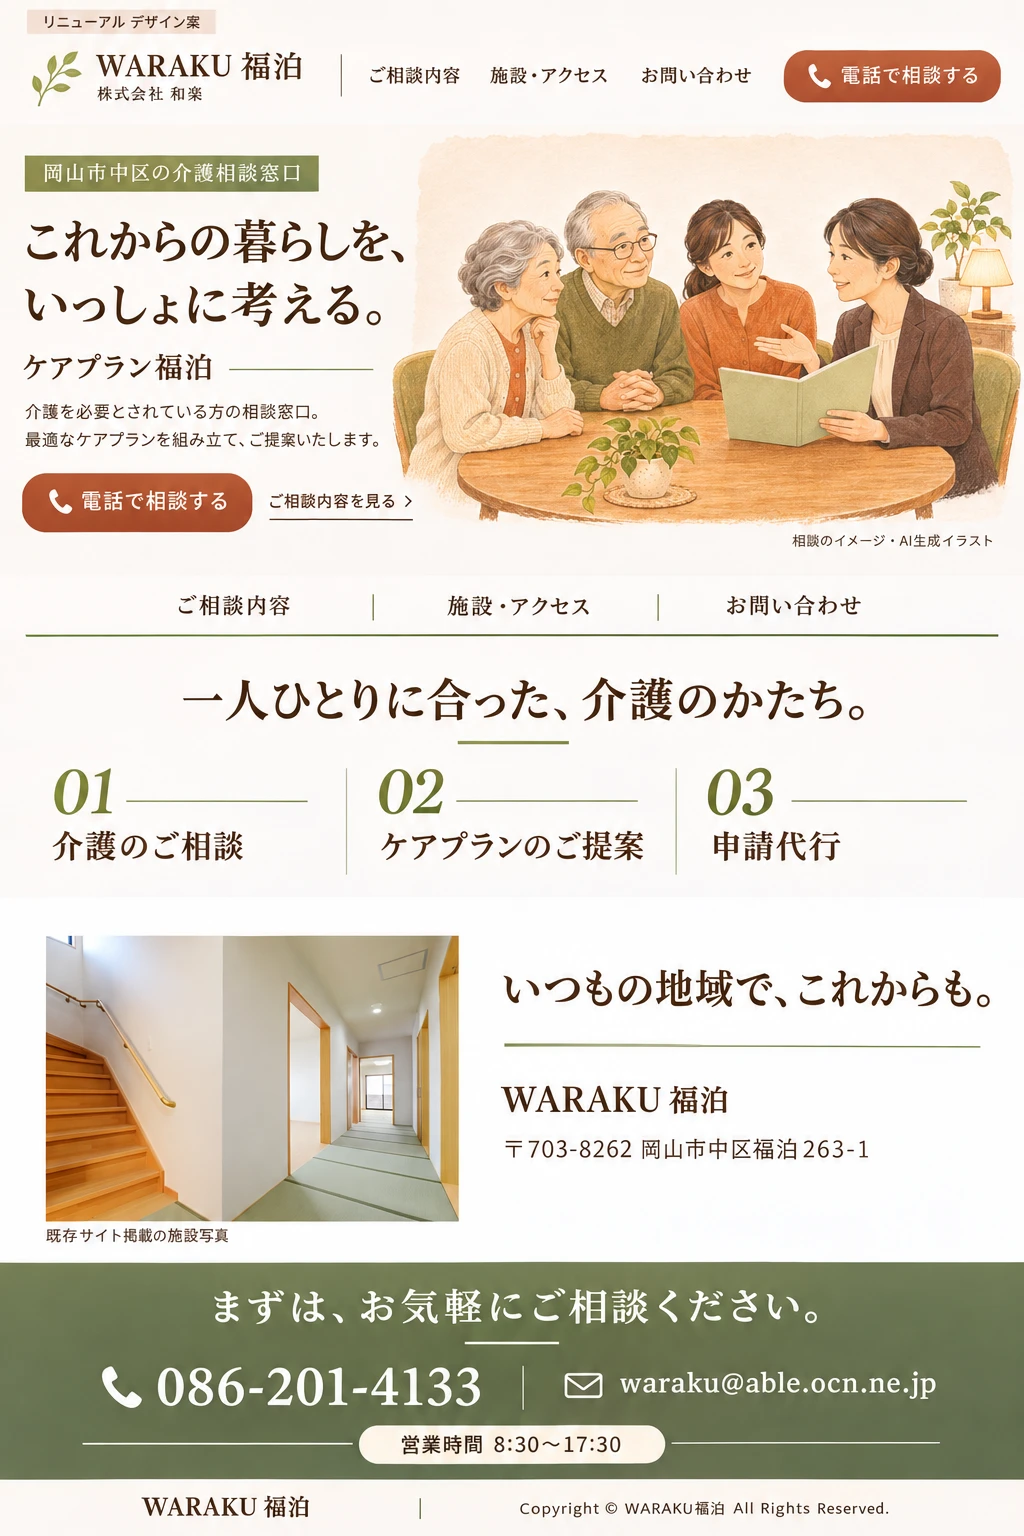 リニューアル デザイン案
WARAKU 福泊
株式会社 和楽
ご相談内容
施設・アクセス
お問い合わせ
電話で相談する
岡山市中区の介護相談窓口
これからの暮らしを、
いっしょに考える。
ケアプラン福泊
介護を必要とされている方の相談窓口。
最適なケアプランを組み立て、ご提案いたします。
電話で相談する
ご相談内容を見る
相談のイメージ・AI生成イラスト
ご相談内容
施設・アクセス
お問い合わせ
一人ひとりに合った、介護のかたち。
01
介護のご相談
02
ケアプランのご提案
03
申請代行
既存サイト掲載の施設写真
いつもの地域で、これからも。
WARAKU 福泊
〒703-8262 岡山市中区福泊263-1
まずは、お気軽にご相談ください。
086-201-4133
waraku@able.ocn.ne.jp
営業時間 8:30〜17:30
WARAKU 福泊
Copyright © WARAKU福泊 All Rights Reserved.